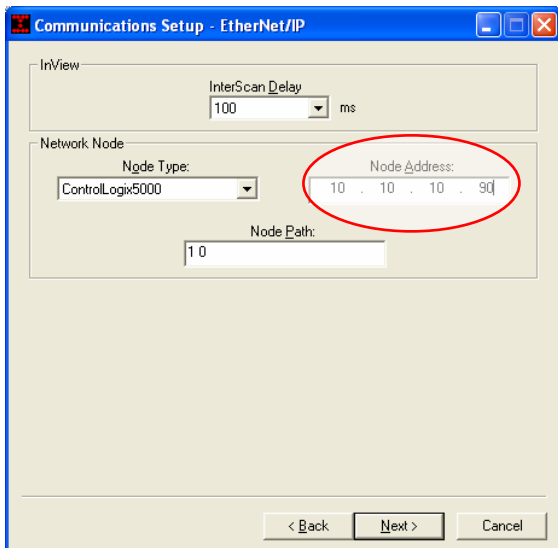 Communications Setup - EtherNet/IP
InView
InterScan Delay
100 ms
Network Node
Node Type: Node Address:
ControlLogix5000 10 . 10 . 10 . 90
Node Path:
1 0
< Back Next > Cancel